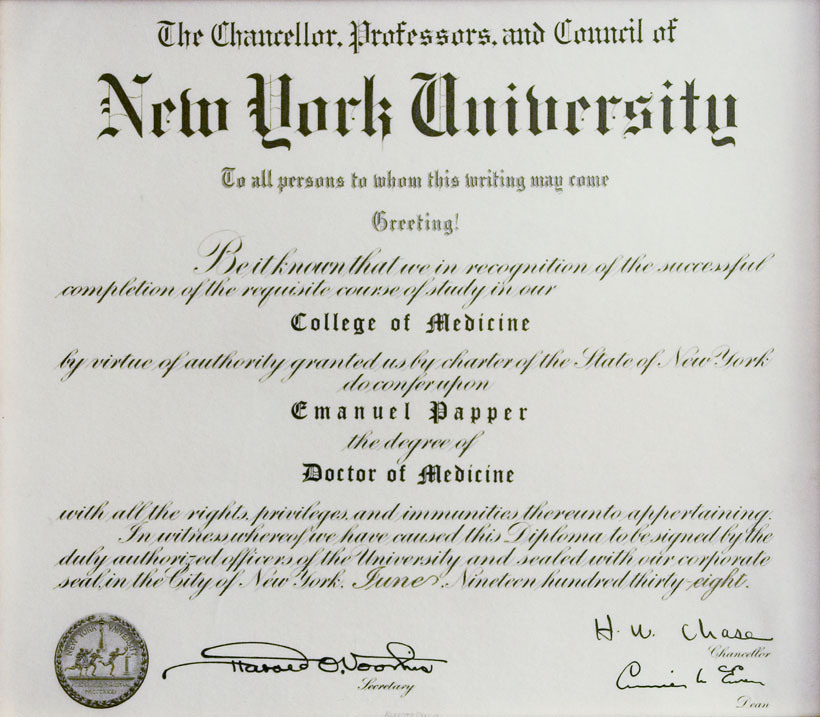 The Chancellor, Professors, and Council of
New York University
To all persons to whom this writing may come
Greeting!
Be it known that we in recognition of the successful
completion of the requisite course of study in our
College of Medicine
by virtue of authority granted us by charter of the State of New York
do confer upon
Emanuel Papper
the degree of
Doctor of Medicine
with all the rights, privileges and immunities thereunto appertaining.
In witness whereof we have caused this Diploma to be signed by the
duly authorized officers of the University and sealed with our corporate
seal, in the City of New York, June, Nineteen hundred thirty-eight.
H. W. Chase
Chancellor
NEW YORK UNIVERSITY
Harold O. Voorhis
Secretary
Dean